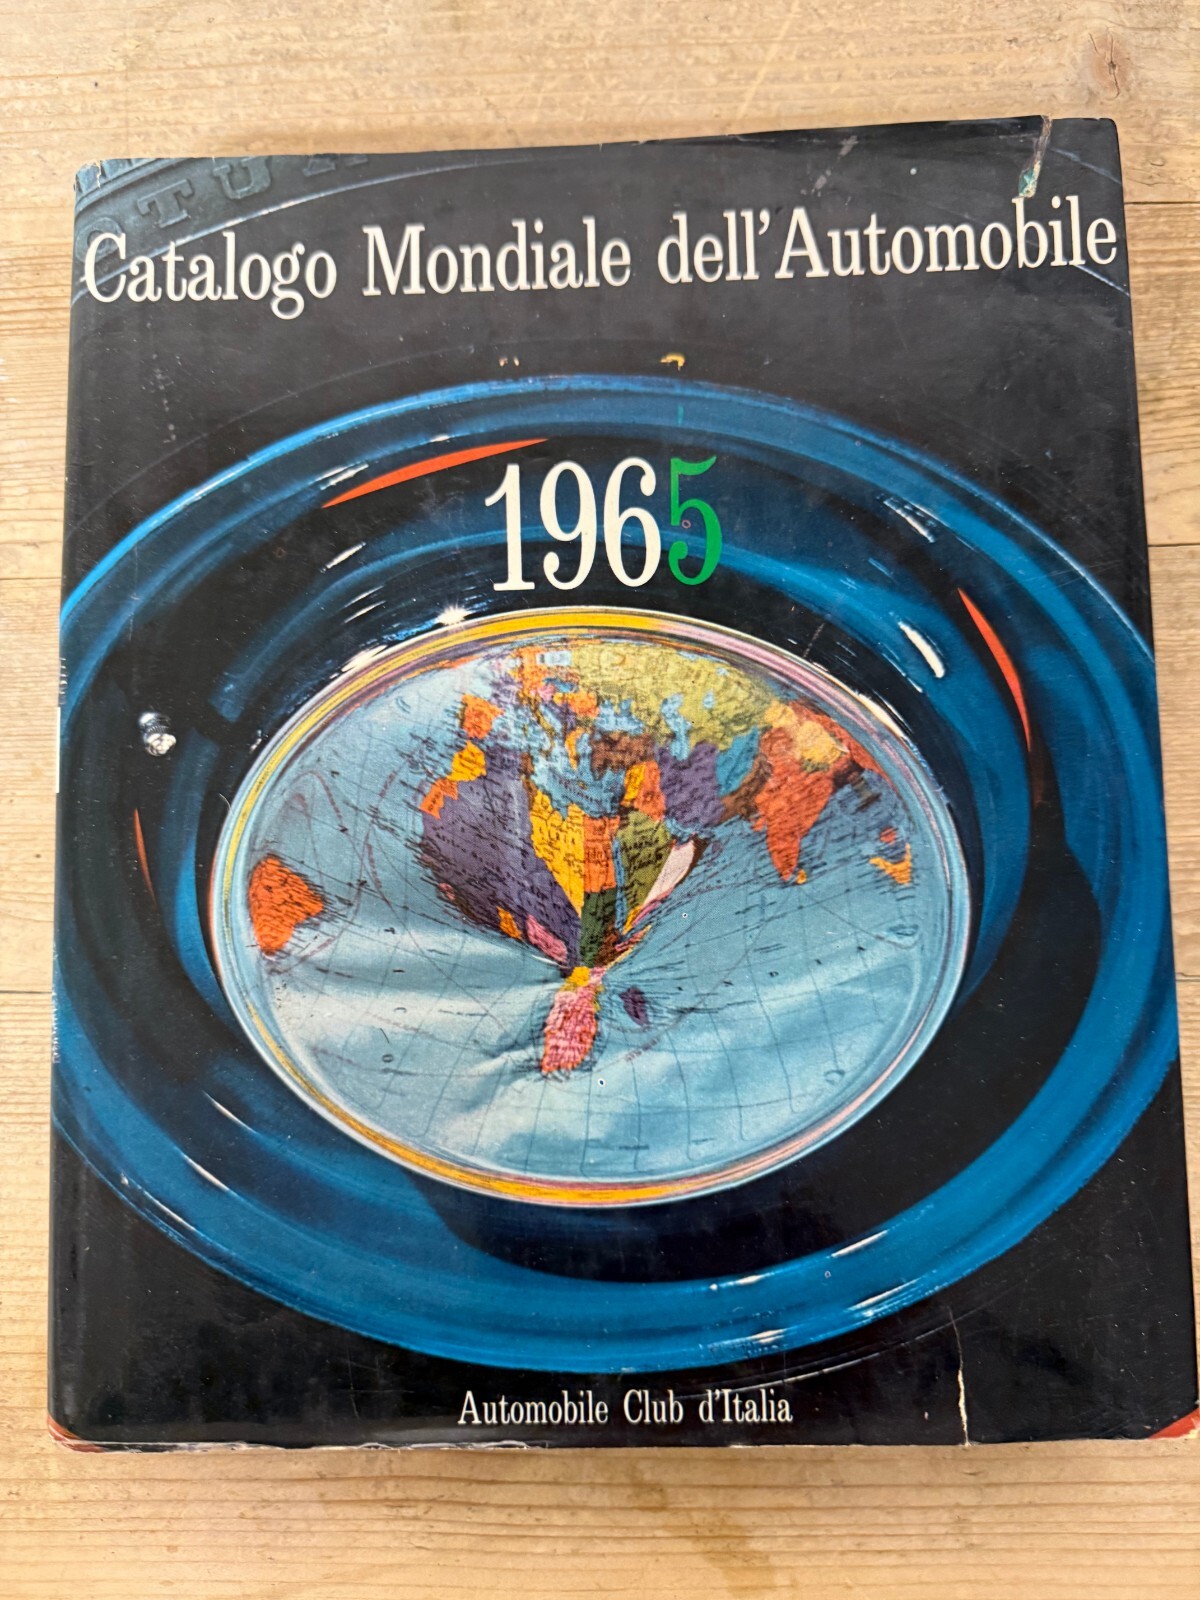 Catalogo Mondiale dell'Automobile
1965
Automobile Club d'Italia